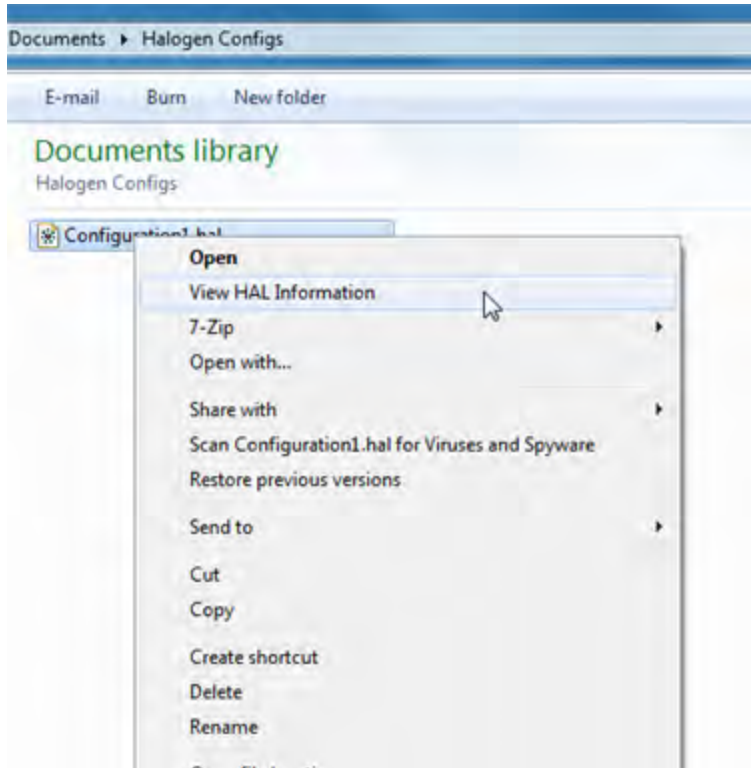 Documents ▸ Halogen Configs
E-mail Burn New folder
Documents library
Halogen Configs
Configuration1.hal
Open
View HAL Information
7-Zip
Open with...
Share with
Scan Configuration1.hal for Viruses and Spyware
Restore previous versions
Send to
Cut
Copy
Create shortcut
Delete
Rename